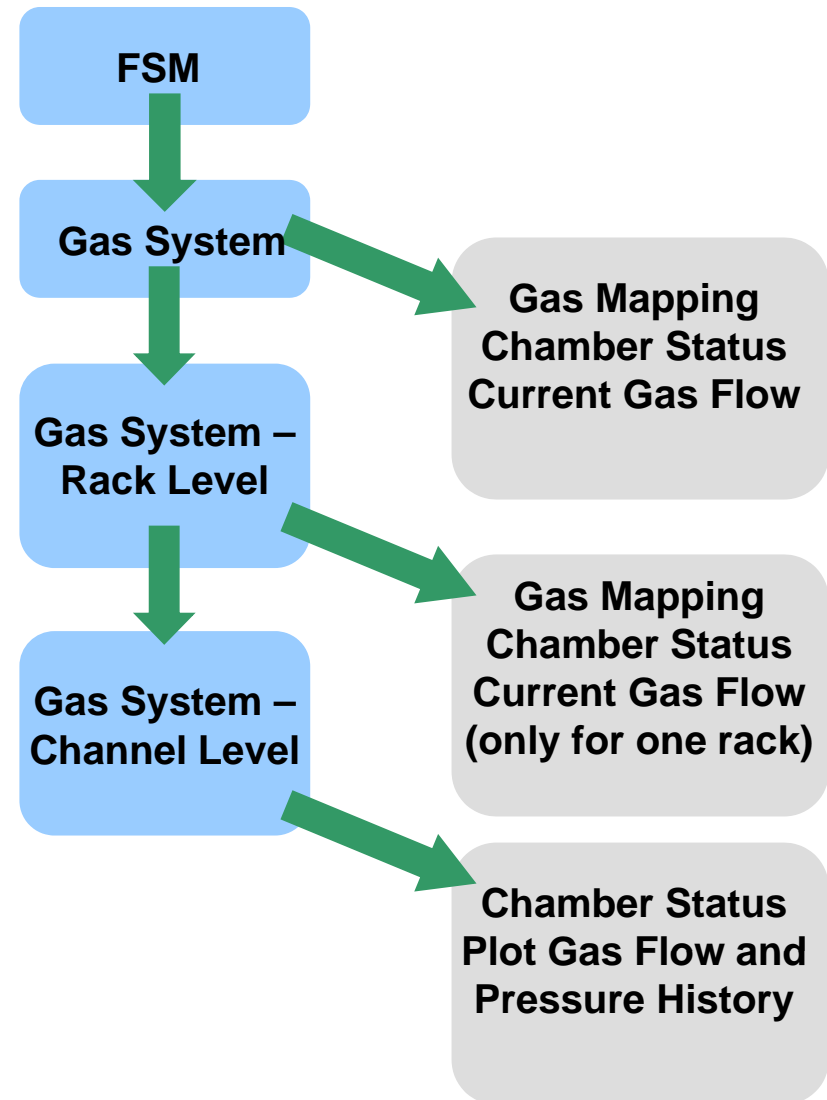 FSM
Gas System
Gas Mapping
Chamber Status
Current Gas Flow
Gas System –
Rack Level
Gas Mapping
Chamber Status
Current Gas Flow
(only for one rack)
Gas System –
Channel Level
Chamber Status
Plot Gas Flow and
Pressure History